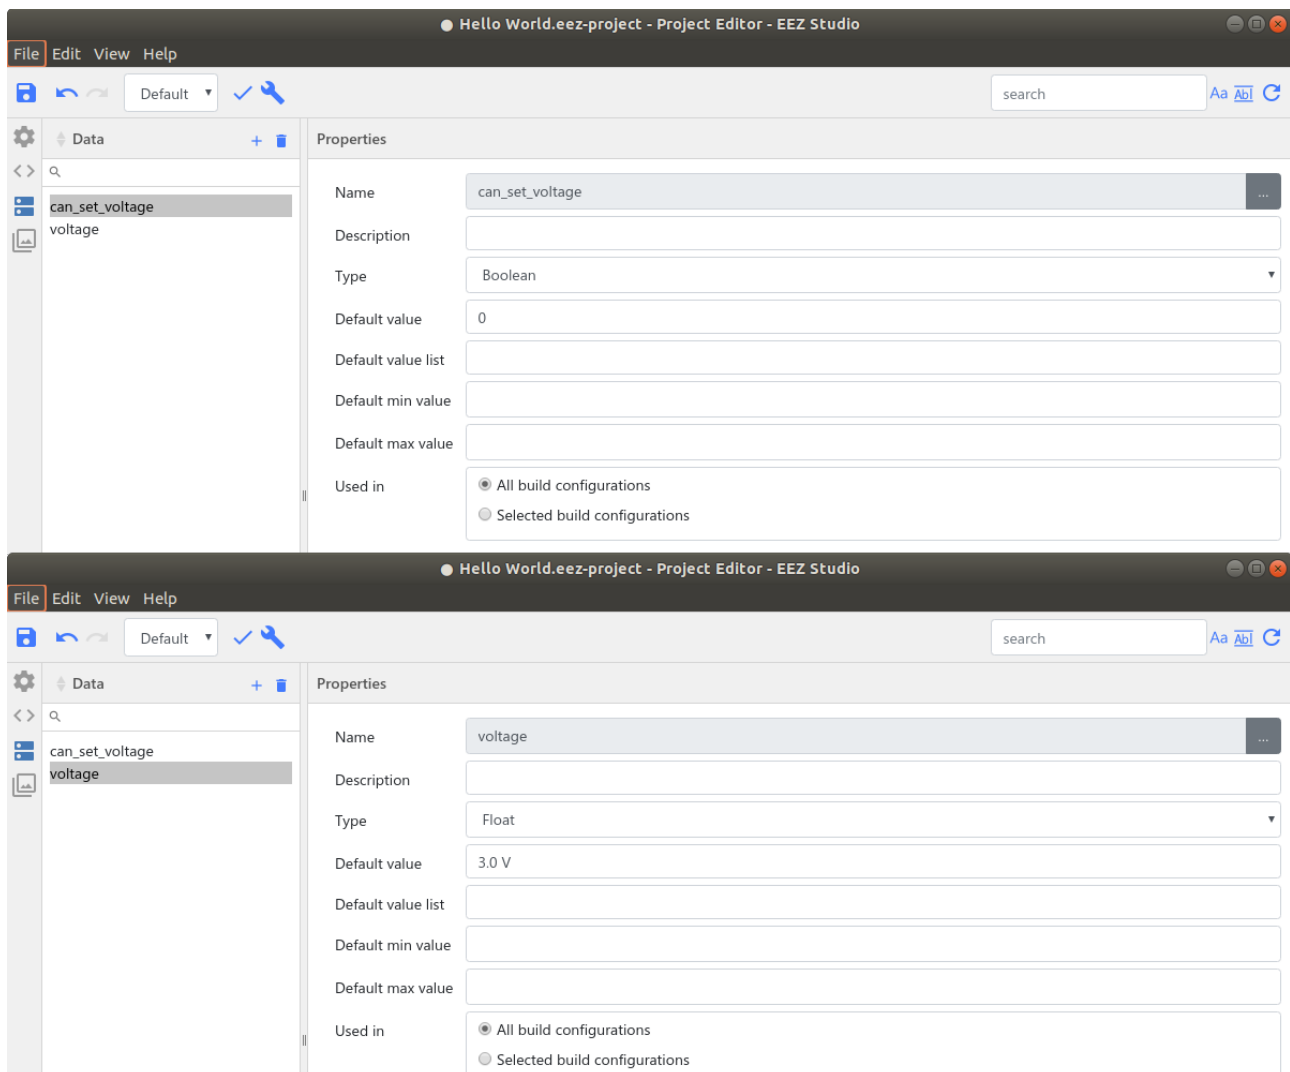 Hello World.eez-project - Project Editor - EEZ Studio
File Edit View Help
Default search Aa Ab|
Data Properties
Name can_set_voltage ...
can_set_voltage
voltage
Description
Type Boolean
Default value 0
Default value list
Default min value
Default max value
Used in All build configurations
Selected build configurations
Hello World.eez-project - Project Editor - EEZ Studio
File Edit View Help
Default search Aa Ab|
Data Properties
Name voltage ...
can_set_voltage
voltage
Description
Type Float
Default value 3.0 V
Default value list
Default min value
Default max value
Used in All build configurations
Selected build configurations